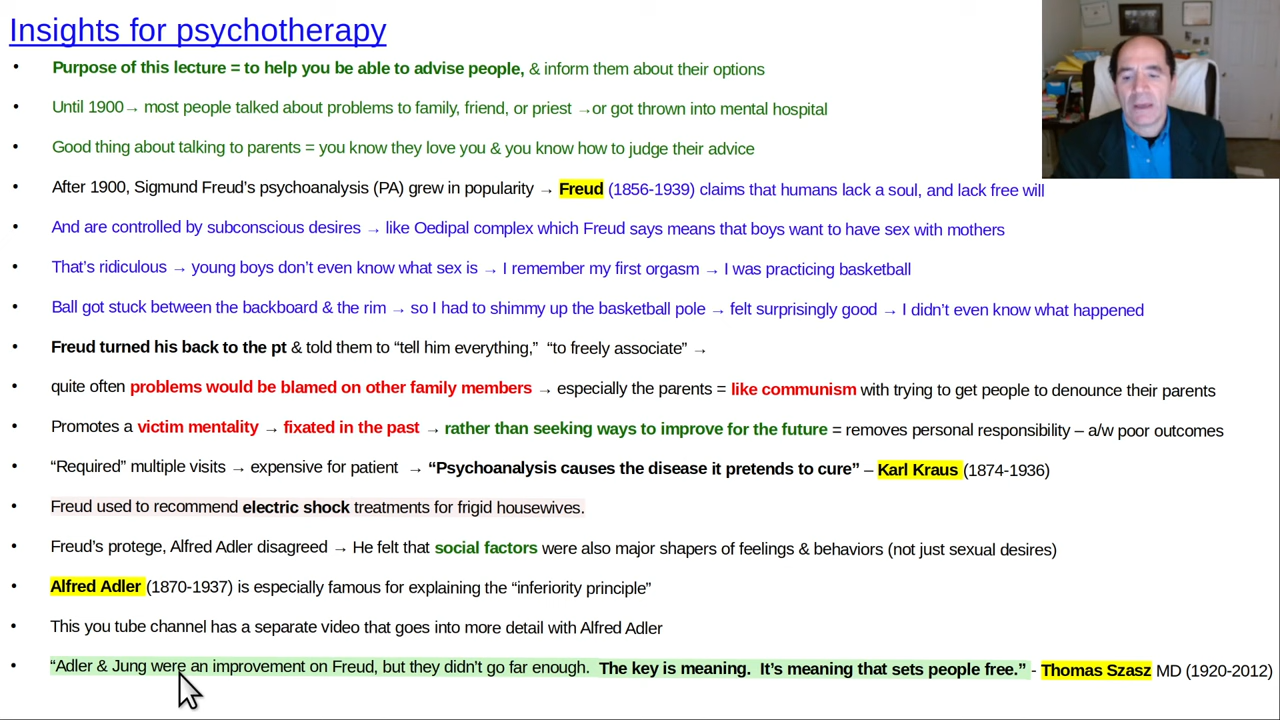 Insights for psychotherapy
• Purpose of this lecture = to help you be able to advise people, & inform them about their options
• Until 1900→ most people talked about problems to family, friend, or priest →or got thrown into mental hospital
• Good thing about talking to parents = you know they love you & you know how to judge their advice
• After 1900, Sigmund Freud's psychoanalysis (PA) grew in popularity → Freud (1856-1939) claims that humans lack a soul, and lack free will
• And are controlled by subconscious desires → like Oedipal complex which Freud says means that boys want to have sex with mothers
• That's ridiculous → young boys don't even know what sex is → I remember my first orgasm → I was practicing basketball
• Ball got stuck between the backboard & the rim → so I had to shimmy up the basketball pole → felt surprisingly good → I didn't even know what happened
• Freud turned his back to the pt & told them to “tell him everything,” “to freely associate” →
• quite often problems would be blamed on other family members → especially the parents = like communism with trying to get people to denounce their parents
• Promotes a victim mentality → fixated in the past → rather than seeking ways to improve for the future = removes personal responsibility – a/w poor outcomes
• “Required” multiple visits → expensive for patient → “Psychoanalysis causes the disease it pretends to cure” – Karl Kraus (1874-1936)
• Freud used to recommend electric shock treatments for frigid housewives.
• Freud's protege, Alfred Adler disagreed → He felt that social factors were also major shapers of feelings & behaviors (not just sexual desires)
• Alfred Adler (1870-1937) is especially famous for explaining the “inferiority principle”
• This you tube channel has a separate video that goes into more detail with Alfred Adler
• “Adler & Jung were an improvement on Freud, but they didn't go far enough. The key is meaning. It's meaning that sets people free.” - Thomas Szasz MD (1920-2012)